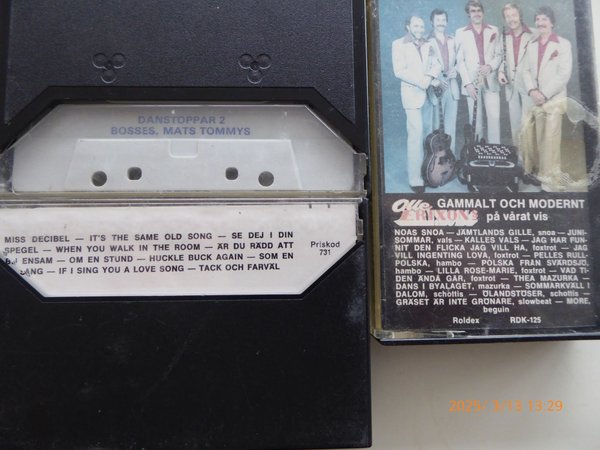 DANSTOPPAR 2
BOSSES, MATS TOMMYS
MISS DECIBEL — IT'S THE SAME OLD SONG — SE DEJ I DIN
SPEGEL — WHEN YOU WALK IN THE ROOM — ÄR DU RÄDD ATT
ENSAM — OM EN STUND — HUCKLE BUCK AGAIN — SOM EN
— IF I SING YOU A LOVE SONG — TACK OCH FARVÄL
Priskod
731
Olle
ERIXONS
GAMMALT OCH MODERNT
på vårat vis
NOAS SNOA — JÄMTLANDS GILLE, snoa — JUNI-
SOMMAR, vals — KALLES VALS — JAG HAR FUN-
NIT DEN FLICKA JAG VILL HA, foxtrot — JAG
VILL INGENTING LOVA, foxtrot — PELLES RULL-
POLSKA, hambo — POLSKA FRÅN SVÄRDSJÖ,
hambo — LILLA ROSE-MARIE, foxtrot — VAD TI-
DEN ÄNDÅ GÅR, foxtrot — THEA MAZURKA —
DANS I BYALAGET, mazurka — SOMMARKVÄLL I
DALOM, schottis — ÖLANDSTÖSER, schottis —
GRÄSET ÄR INTE GRÖNARE, slowbeat — MORE,
beguin
Roldex RDK-125
2025/ 3/13 13:29